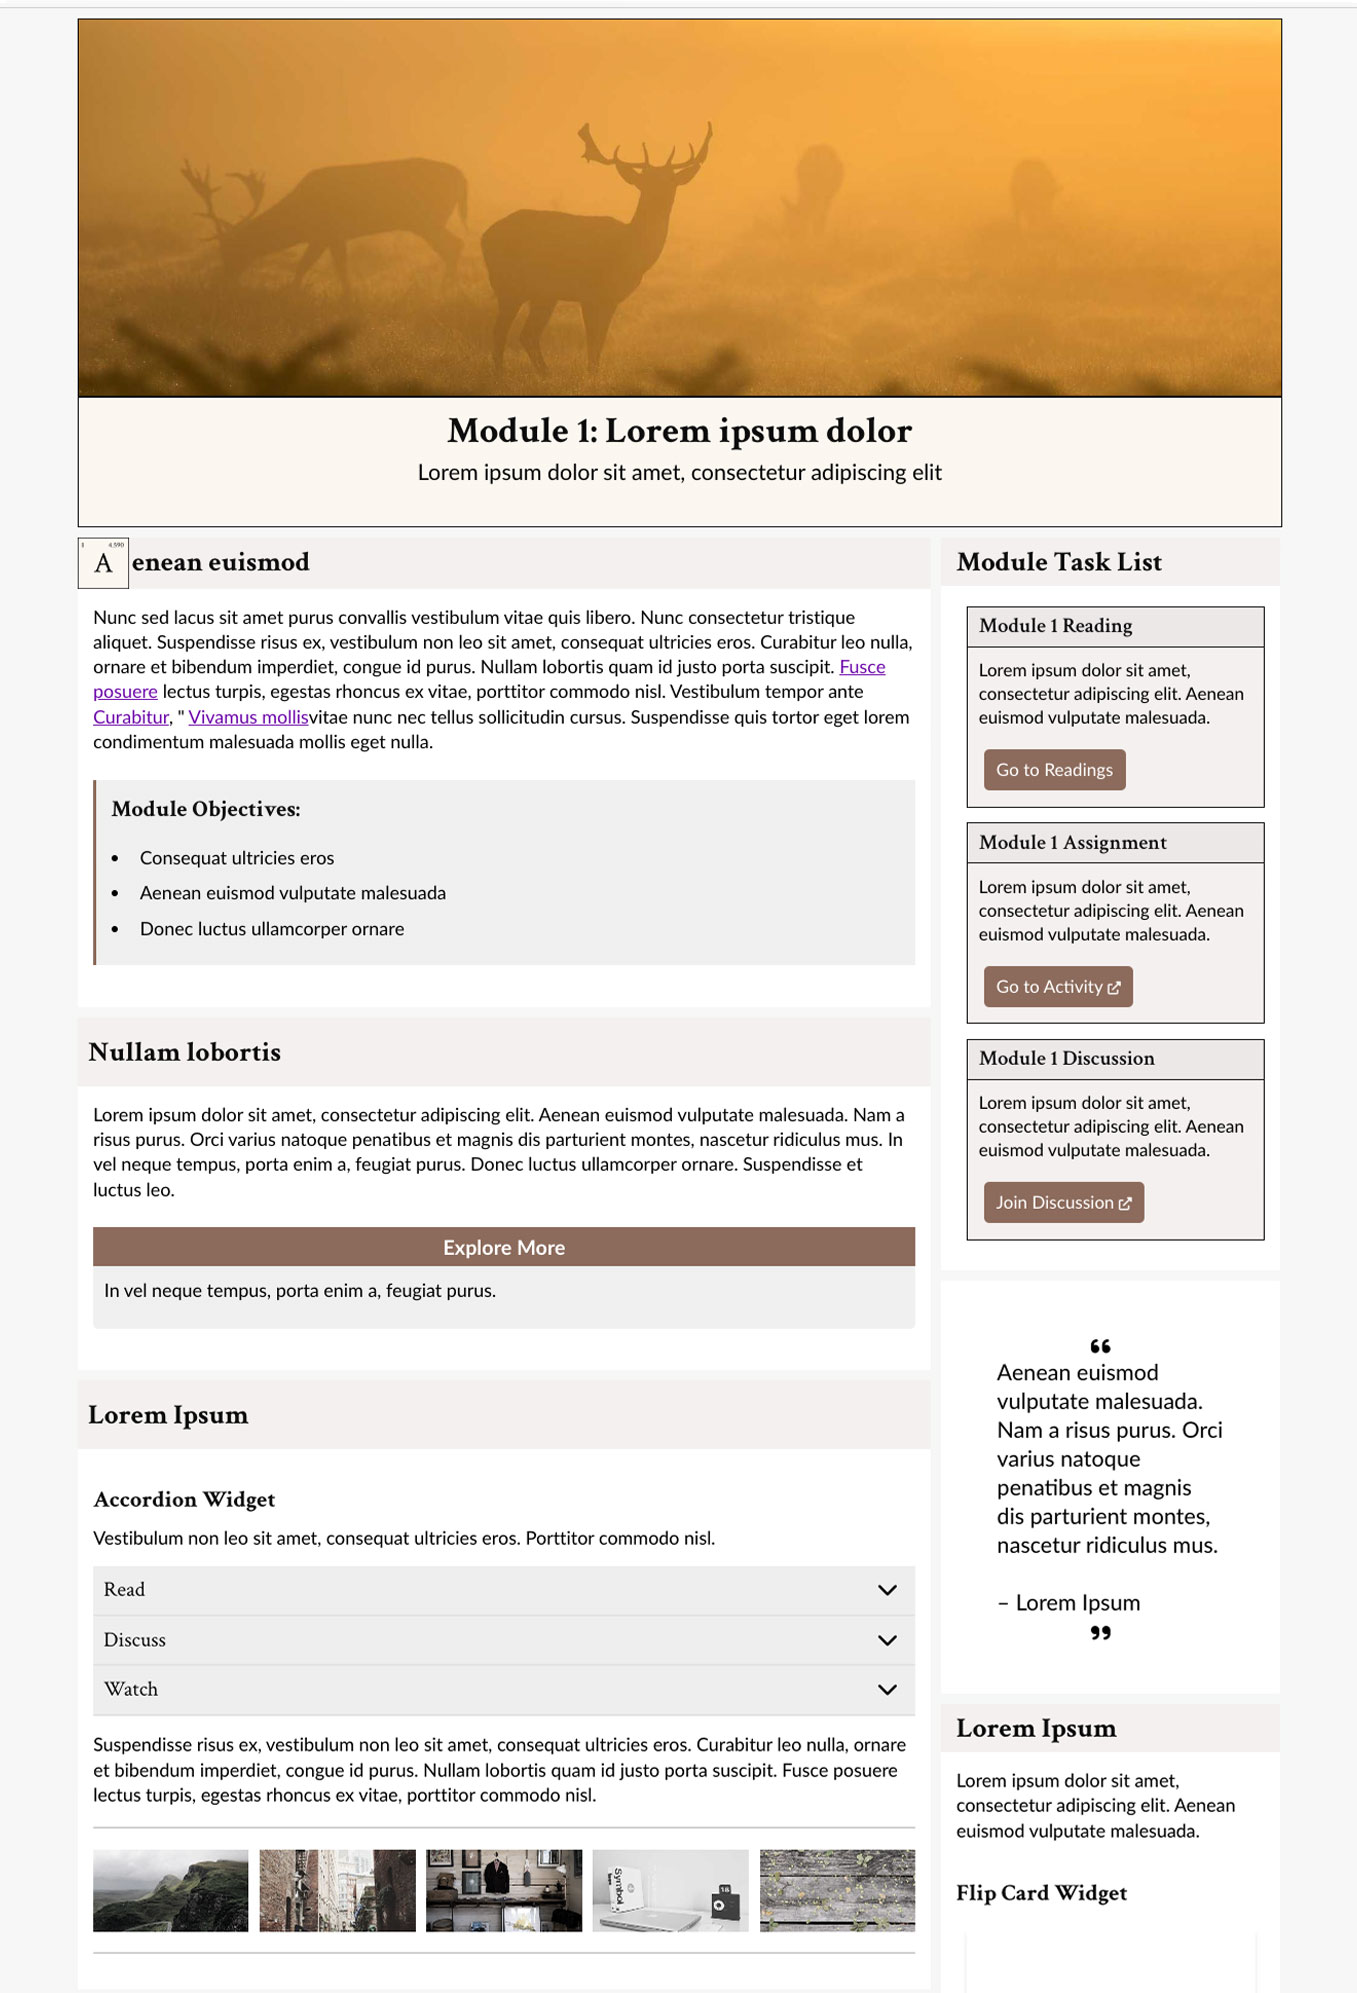 Module 1: Lorem ipsum dolor
Lorem ipsum dolor sit amet, consectetur adipiscing elit
1 4.590
A enean euismod
Nunc sed lacus sit amet purus convallis vestibulum vitae quis libero. Nunc consectetur tristique
aliquet. Suspendisse risus ex, vestibulum non leo sit amet, consequat ultricies eros. Curabitur leo nulla,
ornare et bibendum imperdiet, congue id purus. Nullam lobortis quam id justo porta suscipit. Fusce
posuere lectus turpis, egestas rhoncus ex vitae, porttitor commodo nisl. Vestibulum tempor ante
Curabitur, " Vivamus mollisvitae nunc nec tellus sollicitudin cursus. Suspendisse quis tortor eget lorem
condimentum malesuada mollis eget nulla.
Module Objectives:
• Consequat ultricies eros
• Aenean euismod vulputate malesuada
• Donec luctus ullamcorper ornare
Nullam lobortis
Lorem ipsum dolor sit amet, consectetur adipiscing elit. Aenean euismod vulputate malesuada. Nam a
risus purus. Orci varius natoque penatibus et magnis dis parturient montes, nascetur ridiculus mus. In
vel neque tempus, porta enim a, feugiat purus. Donec luctus ullamcorper ornare. Suspendisse et
luctus leo.
Explore More
In vel neque tempus, porta enim a, feugiat purus.
Lorem Ipsum
Accordion Widget
Vestibulum non leo sit amet, consequat ultricies eros. Porttitor commodo nisl.
Read
Discuss
Watch
Suspendisse risus ex, vestibulum non leo sit amet, consequat ultricies eros. Curabitur leo nulla, ornare
et bibendum imperdiet, congue id purus. Nullam lobortis quam id justo porta suscipit. Fusce posuere
lectus turpis, egestas rhoncus ex vitae, porttitor commodo nisl.
Symbol
18
Module Task List
Module 1 Reading
Lorem ipsum dolor sit amet,
consectetur adipiscing elit. Aenean
euismod vulputate malesuada.
Go to Readings
Module 1 Assignment
Lorem ipsum dolor sit amet,
consectetur adipiscing elit. Aenean
euismod vulputate malesuada.
Go to Activity
Module 1 Discussion
Lorem ipsum dolor sit amet,
consectetur adipiscing elit. Aenean
euismod vulputate malesuada.
Join Discussion
“
Aenean euismod
vulputate malesuada.
Nam a risus purus. Orci
varius natoque
penatibus et magnis
dis parturient montes,
nascetur ridiculus mus.
– Lorem Ipsum
”
Lorem Ipsum
Lorem ipsum dolor sit amet,
consectetur adipiscing elit. Aenean
euismod vulputate malesuada.
Flip Card Widget